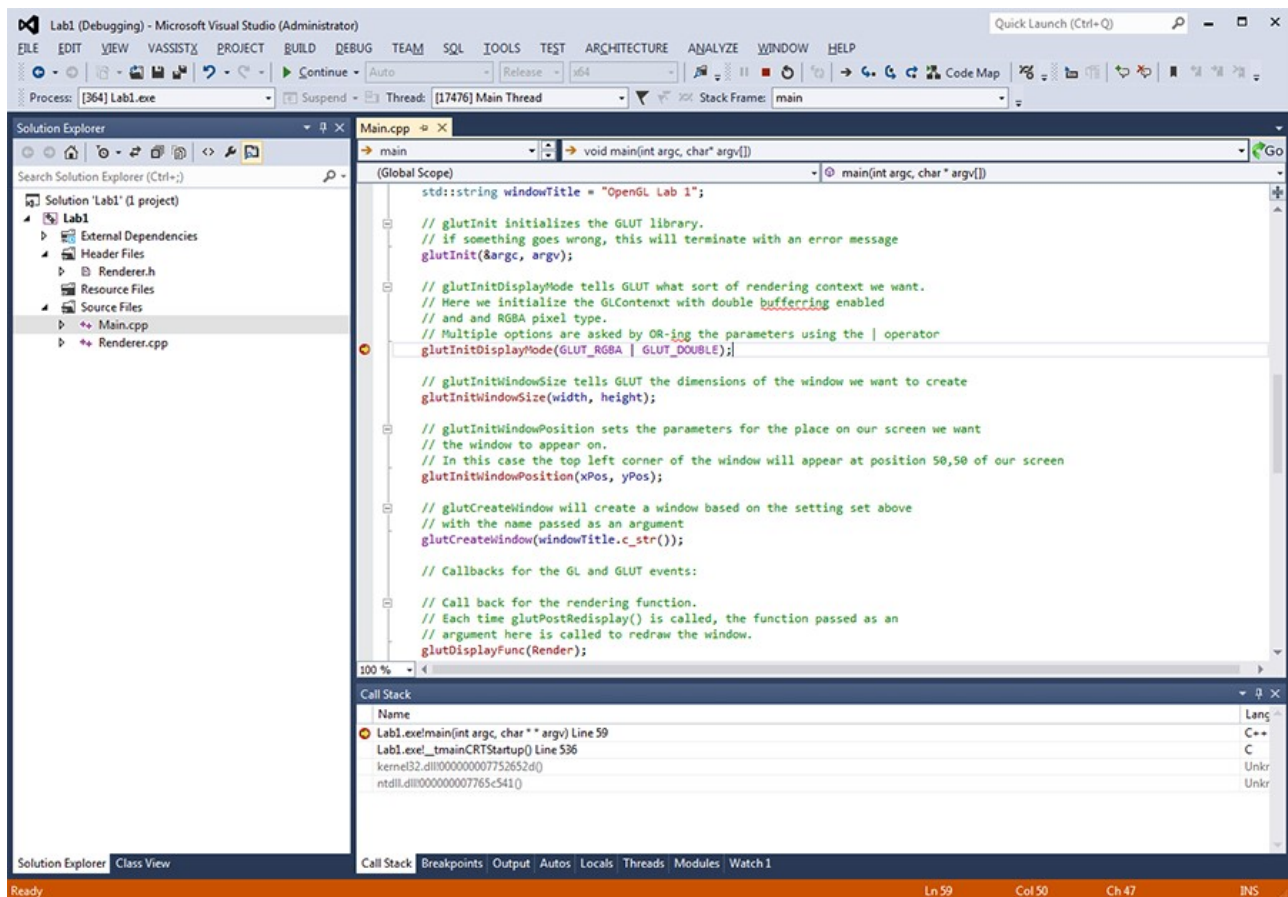 Lab1 (Debugging) - Microsoft Visual Studio (Administrator)
Quick Launch (Ctrl+Q)
FILE EDIT VIEW VASSISTX PROJECT BUILD DEBUG TEAM SQL TOOLS TEST ARCHITECTURE ANALYZE WINDOW HELP
Continue Auto Release x64 Code Map
Process: [364] Lab1.exe Suspend Thread: [17476] Main Thread Stack Frame: main
Solution Explorer
Search Solution Explorer (Ctrl+;)
Solution 'Lab1' (1 project)
Lab1
External Dependencies
Header Files
Renderer.h
Resource Files
Source Files
Main.cpp
Renderer.cpp
Solution Explorer Class View
Main.cpp
main void main(int argc, char* argv[]) Go
(Global Scope) main(int argc, char * argv[])
std::string windowTitle = "OpenGL Lab 1";
// glutInit initializes the GLUT library.
// if something goes wrong, this will terminate with an error message
glutInit(&argc, argv);
// glutInitDisplayMode tells GLUT what sort of rendering context we want.
// Here we initialize the GLContenxt with double bufferring enabled
// and and RGBA pixel type.
// Multiple options are asked by OR-ing the parameters using the | operator
glutInitDisplayMode(GLUT_RGBA | GLUT_DOUBLE);
// glutInitWindowSize tells GLUT the dimensions of the window we want to create
glutInitWindowSize(width, height);
// glutInitWindowPosition sets the parameters for the place on our screen we want
// the window to appear on.
// In this case the top left corner of the window will appear at position 50,50 of our screen
glutInitWindowPosition(xPos, yPos);
// glutCreateWindow will create a window based on the setting set above
// with the name passed as an argument
glutCreateWindow(windowTitle.c_str());
// Callbacks for the GL and GLUT events:
// Call back for the rendering function.
// Each time glutPostRedisplay() is called, the function passed as an
// argument here is called to redraw the window.
glutDisplayFunc(Render);
100 %
Call Stack
Name Lang
Lab1.exe!main(int argc, char * * argv) Line 59 C++
Lab1.exe!__tmainCRTStartup() Line 536 C
kernel32.dll!000000007752652d() Unkr
ntdll.dll!000000007765c541() Unkr
Call Stack Breakpoints Output Autos Locals Threads Modules Watch 1
Ready Ln 59 Col 50 Ch 47 INS